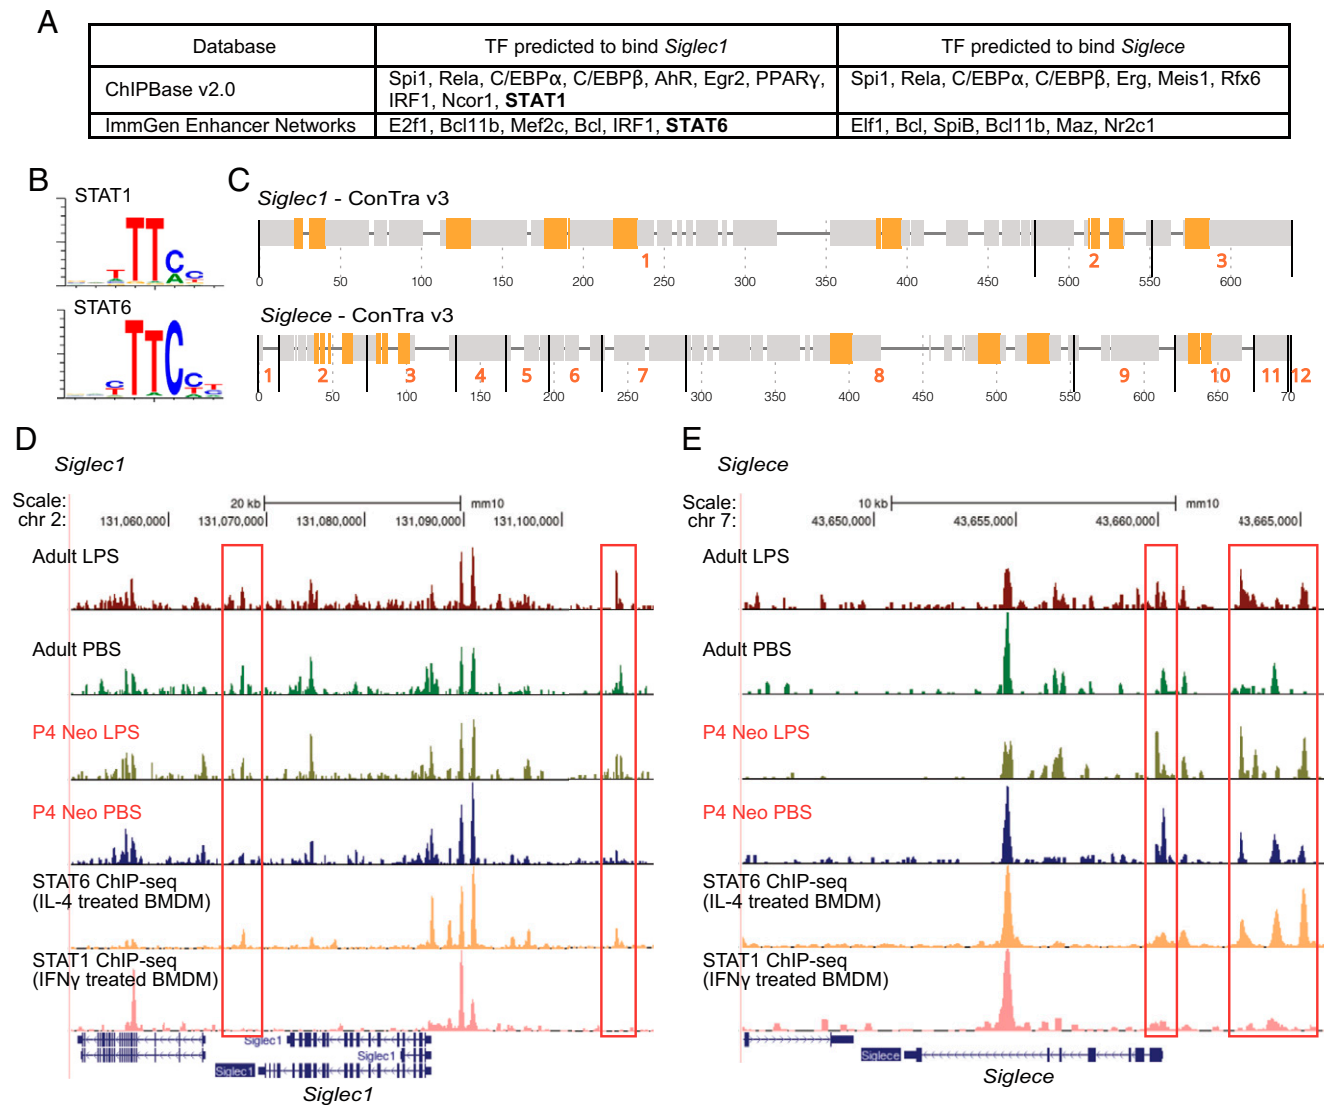 A
Database TF predicted to bind Siglec1 TF predicted to bind Siglece
ChIPBase v2.0 Spi1, Rela, C/EBPα, C/EBPβ, AhR, Egr2, PPARγ, IRF1, Ncor1, STAT1 Spi1, Rela, C/EBPα, C/EBPβ, Erg, Meis1, Rfx6
ImmGen Enhancer Networks E2f1, Bcl11b, Mef2c, Bcl, IRF1, STAT6 Elf1, Bcl, SpiB, Bcl11b, Maz, Nr2c1
B
STAT1
TTTCA
STAT6
TTC
C
Siglec1 - ConTra v3
1 2 3
0 50 100 150 200 250 300 350 400 450 500 550 600
Siglece - ConTra v3
1 2 3 4 5 6 7 8 9 10 11 12
0 50 100 150 200 250 300 350 400 450 500 550 600 650 70
D
Siglec1
Scale: 20 kb mm10
chr 2: 131,060,000 131,070,000 131,080,000 131,090,000 131,100,000
Adult LPS
Adult PBS
P4 Neo LPS
P4 Neo PBS
STAT6 ChIP-seq
(IL-4 treated BMDM)
STAT1 ChIP-seq
(IFNγ treated BMDM)
Siglec1
Siglec1
Siglec1
Siglec1
E
Siglece
Scale: 10 kb mm10
chr 7: 43,650,000 43,655,000 43,660,000 43,665,000
Adult LPS
Adult PBS
P4 Neo LPS
P4 Neo PBS
STAT6 ChIP-seq
(IL-4 treated BMDM)
STAT1 ChIP-seq
(IFNγ treated BMDM)
Siglece
Siglece